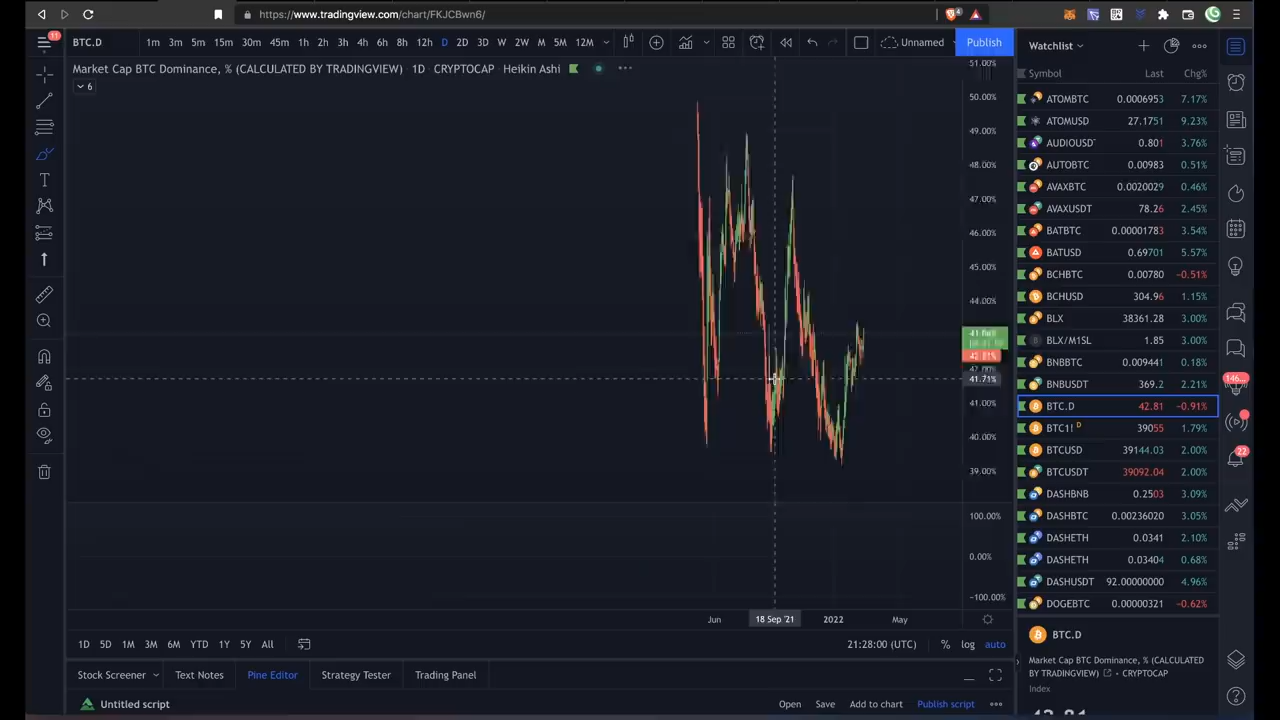 https://www.tradingview.com/chart/FKJCBwn6/
11
BTC.D
1m 3m 5m 15m 30m 45m 1h 2h 3h 4h 6h 8h 12h D 2D 3D W 2W M 5M 12M
Unnamed
Publish
Market Cap BTC Dominance, % (CALCULATED BY TRADINGVIEW) 1D CRYPTOCAP Heikin Ashi
6
51.00%
50.00%
49.00%
48.00%
47.00%
46.00%
45.00%
44.00%
42.81%
41.71%
41.00%
40.00%
39.00%
100.00%
0.00%
-100.00%
Jun 18 Sep '21 2022 May
1D 5D 1M 3M 6M YTD 1Y 5Y All
21:28:00 (UTC) % log auto
Stock Screener Text Notes Pine Editor Strategy Tester Trading Panel
Untitled script
Open Save Add to chart Publish script
Watchlist
Symbol Last Chg%
ATOMBTC 0.0006953 7.17%
ATOMUSD 27.1751 9.23%
AUDIOUSDT 0.801 3.76%
AUTOBTC 0.00983 0.51%
AVAXBTC 0.0020029 0.46%
AVAXUSDT 78.26 2.45%
BATBTC 0.00001783 3.54%
BATUSD 0.69701 5.57%
BCHBTC 0.00780 −0.51%
BCHUSD 304.96 1.15%
BLX 38361.28 3.00%
BLX/M1SL 1.85 3.00%
BNBBTC 0.009441 0.18%
BNBUSDT 369.2 2.21%
BTC.D 42.81 −0.91%
BTC1! D 39055 1.79%
BTCUSD 39144.03 2.00%
BTCUSDT 39092.04 2.00%
DASHBNB 0.2503 3.09%
DASHBTC 0.00236020 3.05%
DASHETH 0.0341 2.10%
DASHETH 0.03404 0.68%
DASHUSDT 92.00000000 4.96%
DOGEBTC 0.00000321 −0.62%
BTC.D
Market Cap BTC Dominance, % (CALCULATED
BY TRADINGVIEW) CRYPTOCAP
Index
146...
22